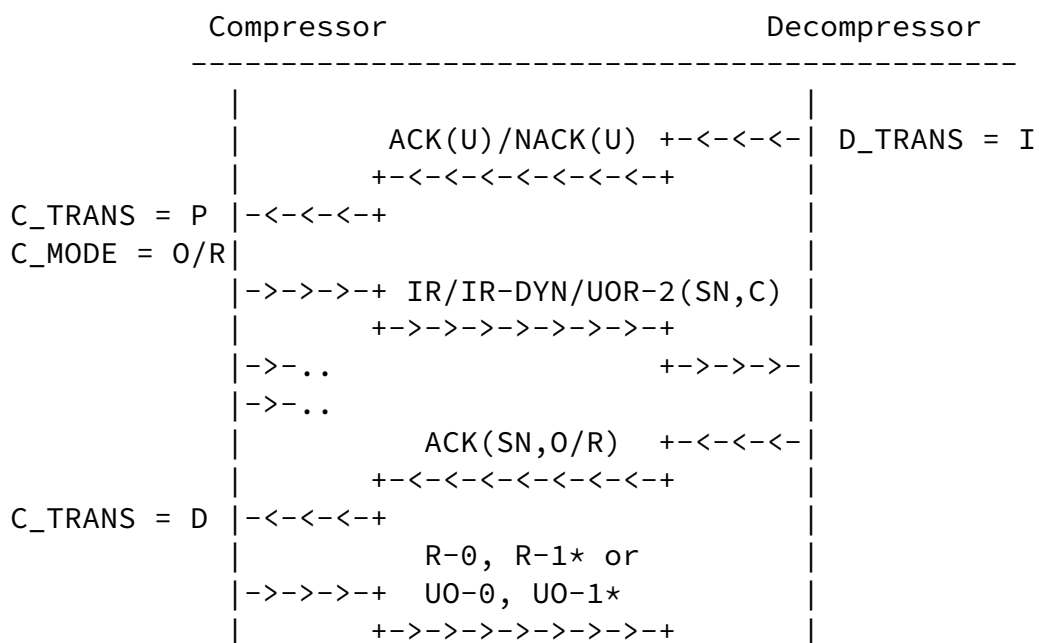 Compressor                     Decompressor
----------------------------------------------
|                               |
|        ACK(U)/NACK(U) +-<-<-<-| D_TRANS = I
|       +-<-<-<-<-<-<-<-+       |
C_TRANS = P |-<-<-<-+                       |
C_MODE = O/R|                               |
|->->->-+ IR/IR-DYN/UOR-2(SN,C) |
|       +->->->->->->->-+       |
|->-..                  +->->->-|
|->-..                          |
|          ACK(SN,O/R)  +-<-<-<-|
|       +-<-<-<-<-<-<-<-+       |
C_TRANS = D |-<-<-<-+                       |
|          R-0, R-1* or         |
|->->->-+  UO-0, UO-1*          |
|       +->->->->->->->-+       |